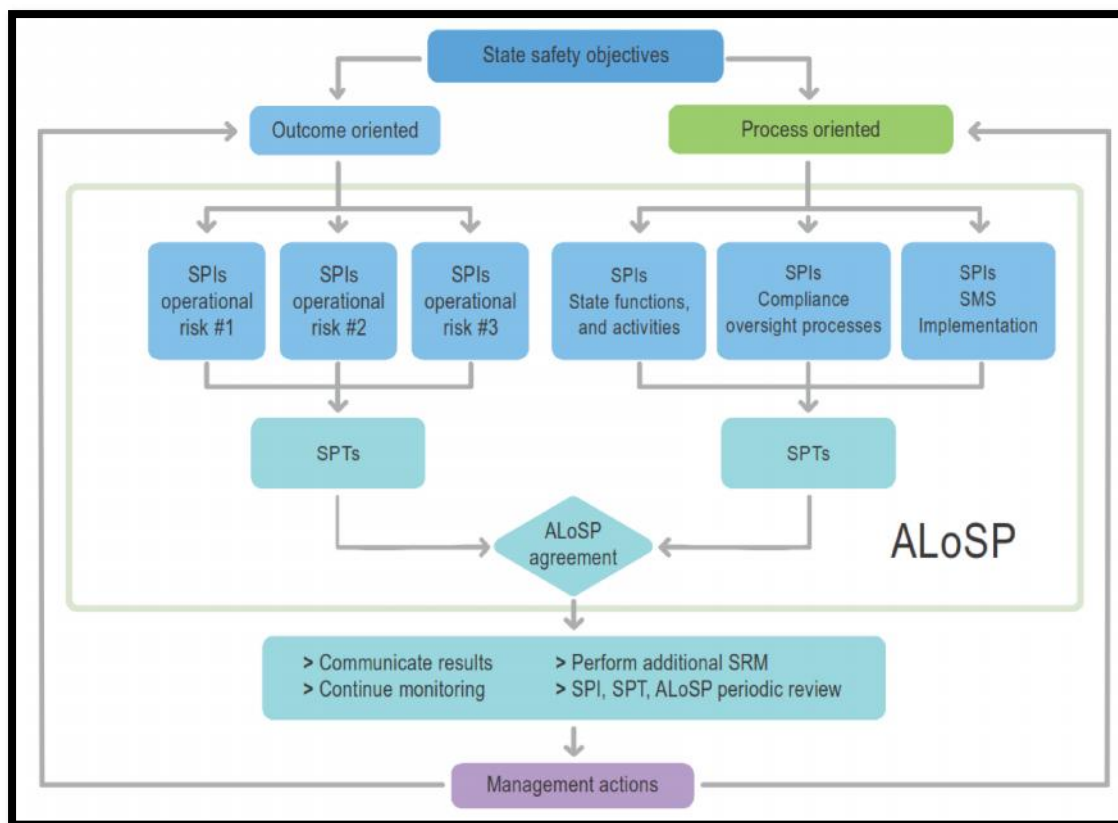 State safety objectives
Outcome oriented
Process oriented
SPIs
operational
risk #1
SPIs
operational
risk #2
SPIs
operational
risk #3
SPIs
State functions,
and activities
SPIs
Compliance
oversight processes
SPIs
SMS
Implementation
SPTs
SPTs
ALoSP
agreement
ALoSP
> Communicate results
> Continue monitoring
> Perform additional SRM
> SPI, SPT, ALoSP periodic review
Management actions